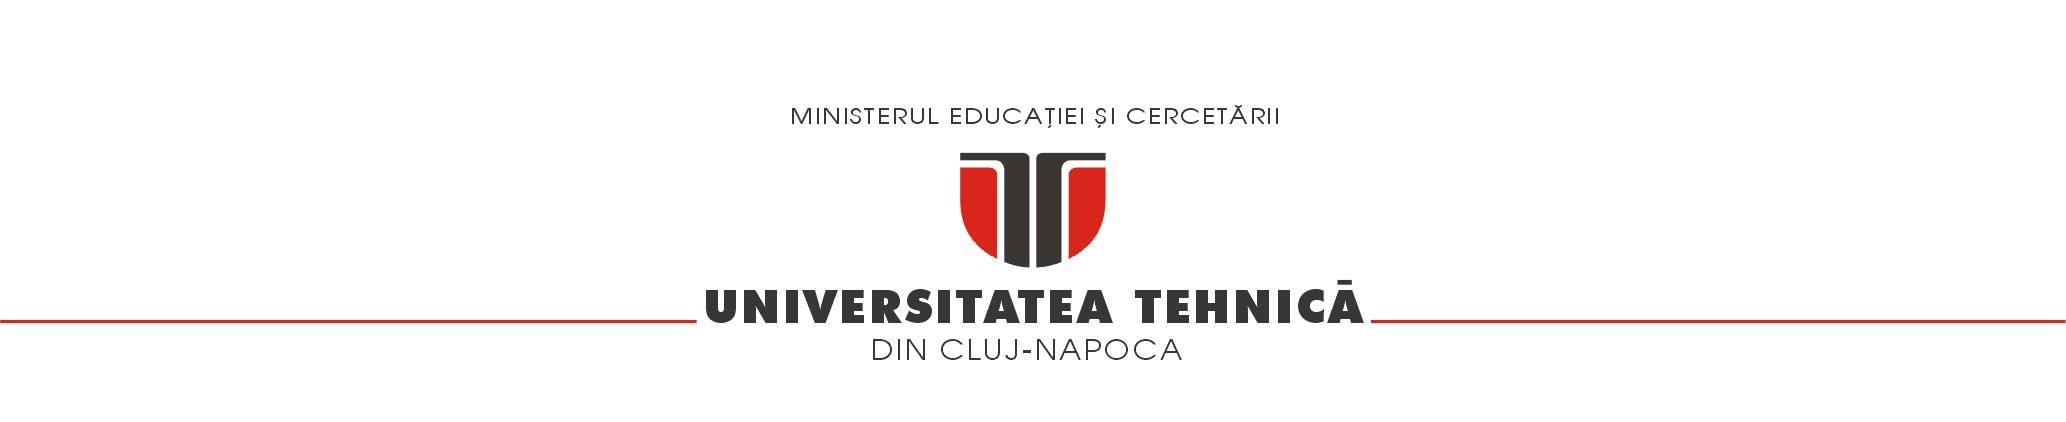 MINISTERUL EDUCAȚIEI ȘI CERCETĂRII
UNIVERSITATEA TEHNICĂ
DIN CLUJ-NAPOCA